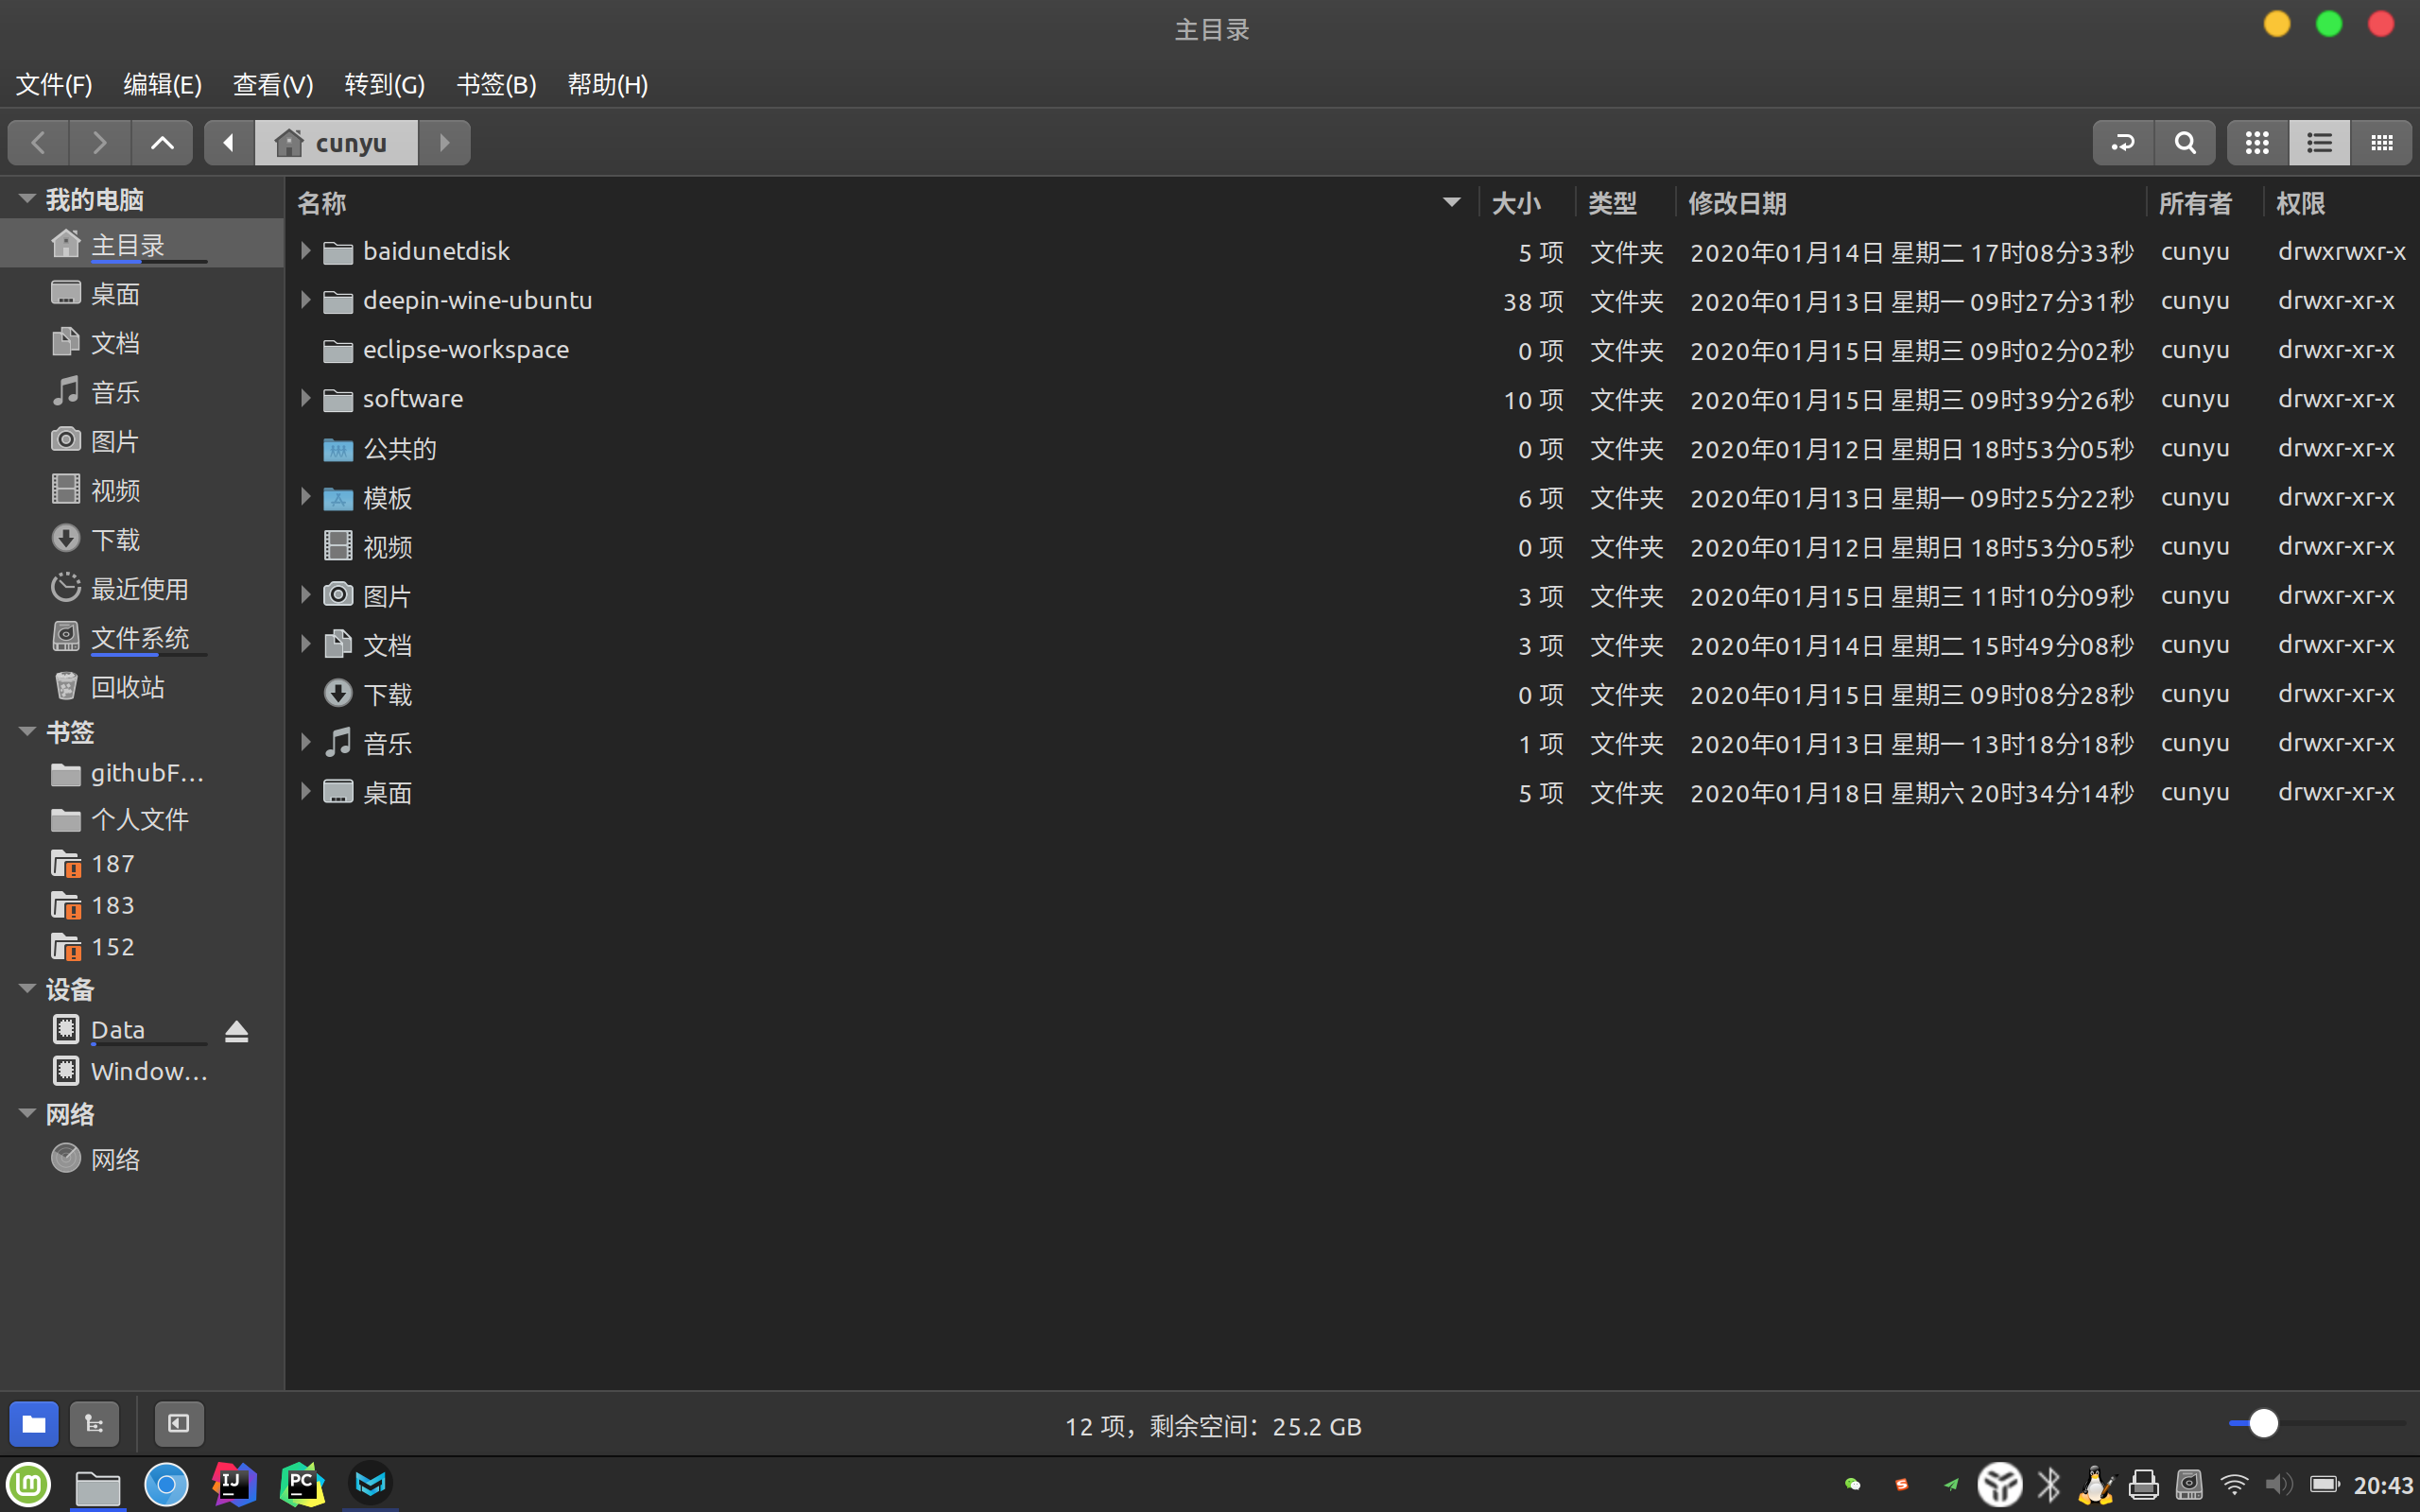 主目录
文件(F) 编辑(E) 查看(V) 转到(G) 书签(B) 帮助(H)
cunyu
我的电脑
主目录
桌面
文档
音乐
图片
视频
下载
最近使用
文件系统
回收站
书签
githubF...
个人文件
187
183
152
设备
Data
Window...
网络
网络
名称 大小 类型 修改日期 所有者 权限
baidunetdisk 5 项 文件夹 2020年01月14日 星期二 17时08分33秒 cunyu drwxrwxr-x
deepin-wine-ubuntu 38 项 文件夹 2020年01月13日 星期一 09时27分31秒 cunyu drwxr-xr-x
eclipse-workspace 0 项 文件夹 2020年01月15日 星期三 09时02分02秒 cunyu drwxr-xr-x
software 10 项 文件夹 2020年01月15日 星期三 09时39分26秒 cunyu drwxr-xr-x
公共的 0 项 文件夹 2020年01月12日 星期日 18时53分05秒 cunyu drwxr-xr-x
模板 6 项 文件夹 2020年01月13日 星期一 09时25分22秒 cunyu drwxr-xr-x
视频 0 项 文件夹 2020年01月12日 星期日 18时53分05秒 cunyu drwxr-xr-x
图片 3 项 文件夹 2020年01月15日 星期三 11时10分09秒 cunyu drwxr-xr-x
文档 3 项 文件夹 2020年01月14日 星期二 15时49分08秒 cunyu drwxr-xr-x
下载 0 项 文件夹 2020年01月15日 星期三 09时08分28秒 cunyu drwxr-xr-x
音乐 1 项 文件夹 2020年01月13日 星期一 13时18分18秒 cunyu drwxr-xr-x
桌面 5 项 文件夹 2020年01月18日 星期六 20时34分14秒 cunyu drwxr-xr-x
12 项，剩余空间：25.2 GB
IJ PC 20:43